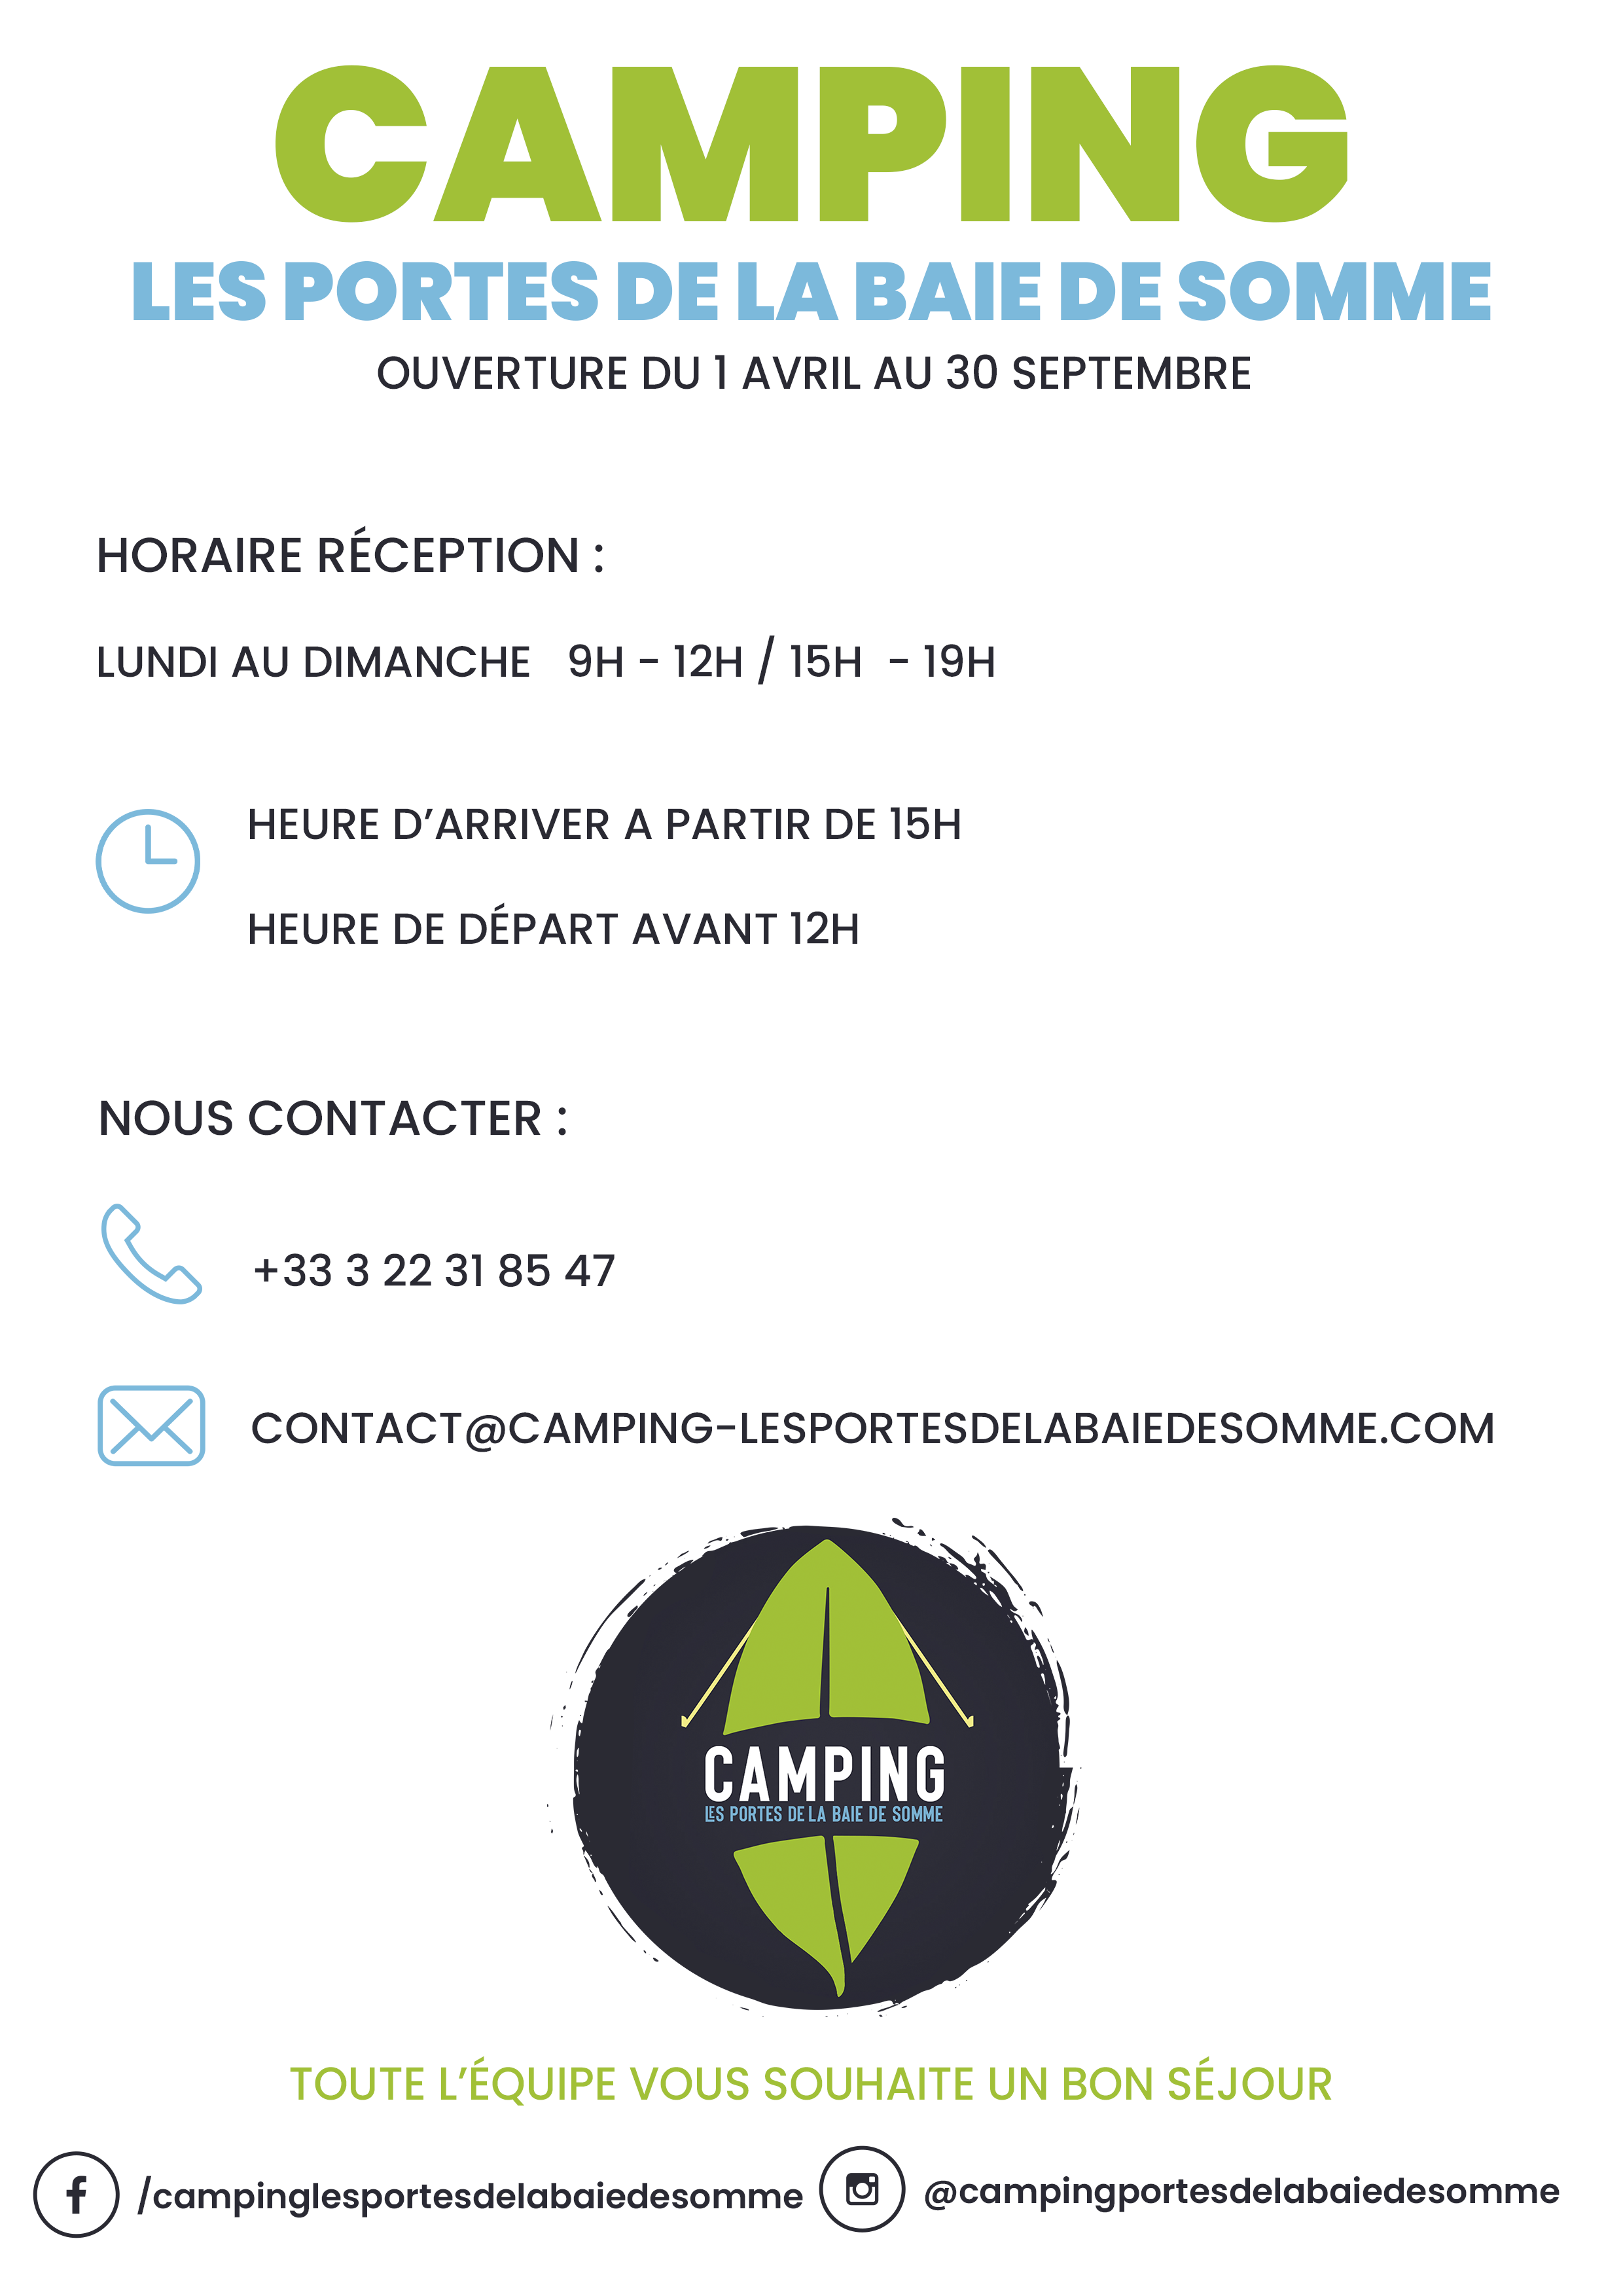 CAMPING
LES PORTES DE LA BAIE DE SOMME
OUVERTURE DU 1 AVRIL AU 30 SEPTEMBRE
HORAIRE RÉCEPTION :
LUNDI AU DIMANCHE   9H - 12H / 15H  - 19H
HEURE D’ARRIVER A PARTIR DE 15H
HEURE DE DÉPART AVANT 12H
NOUS CONTACTER :
+33 3 22 31 85 47
CONTACT@CAMPING-LESPORTESDELABAIEDESOMME.COM
CAMPING
LES PORTES DE LA BAIE DE SOMME
TOUTE L’ÉQUIPE VOUS SOUHAITE UN BON SÉJOUR
/campinglesportesdelabaiedesomme
@campingportesdelabaiedesomme